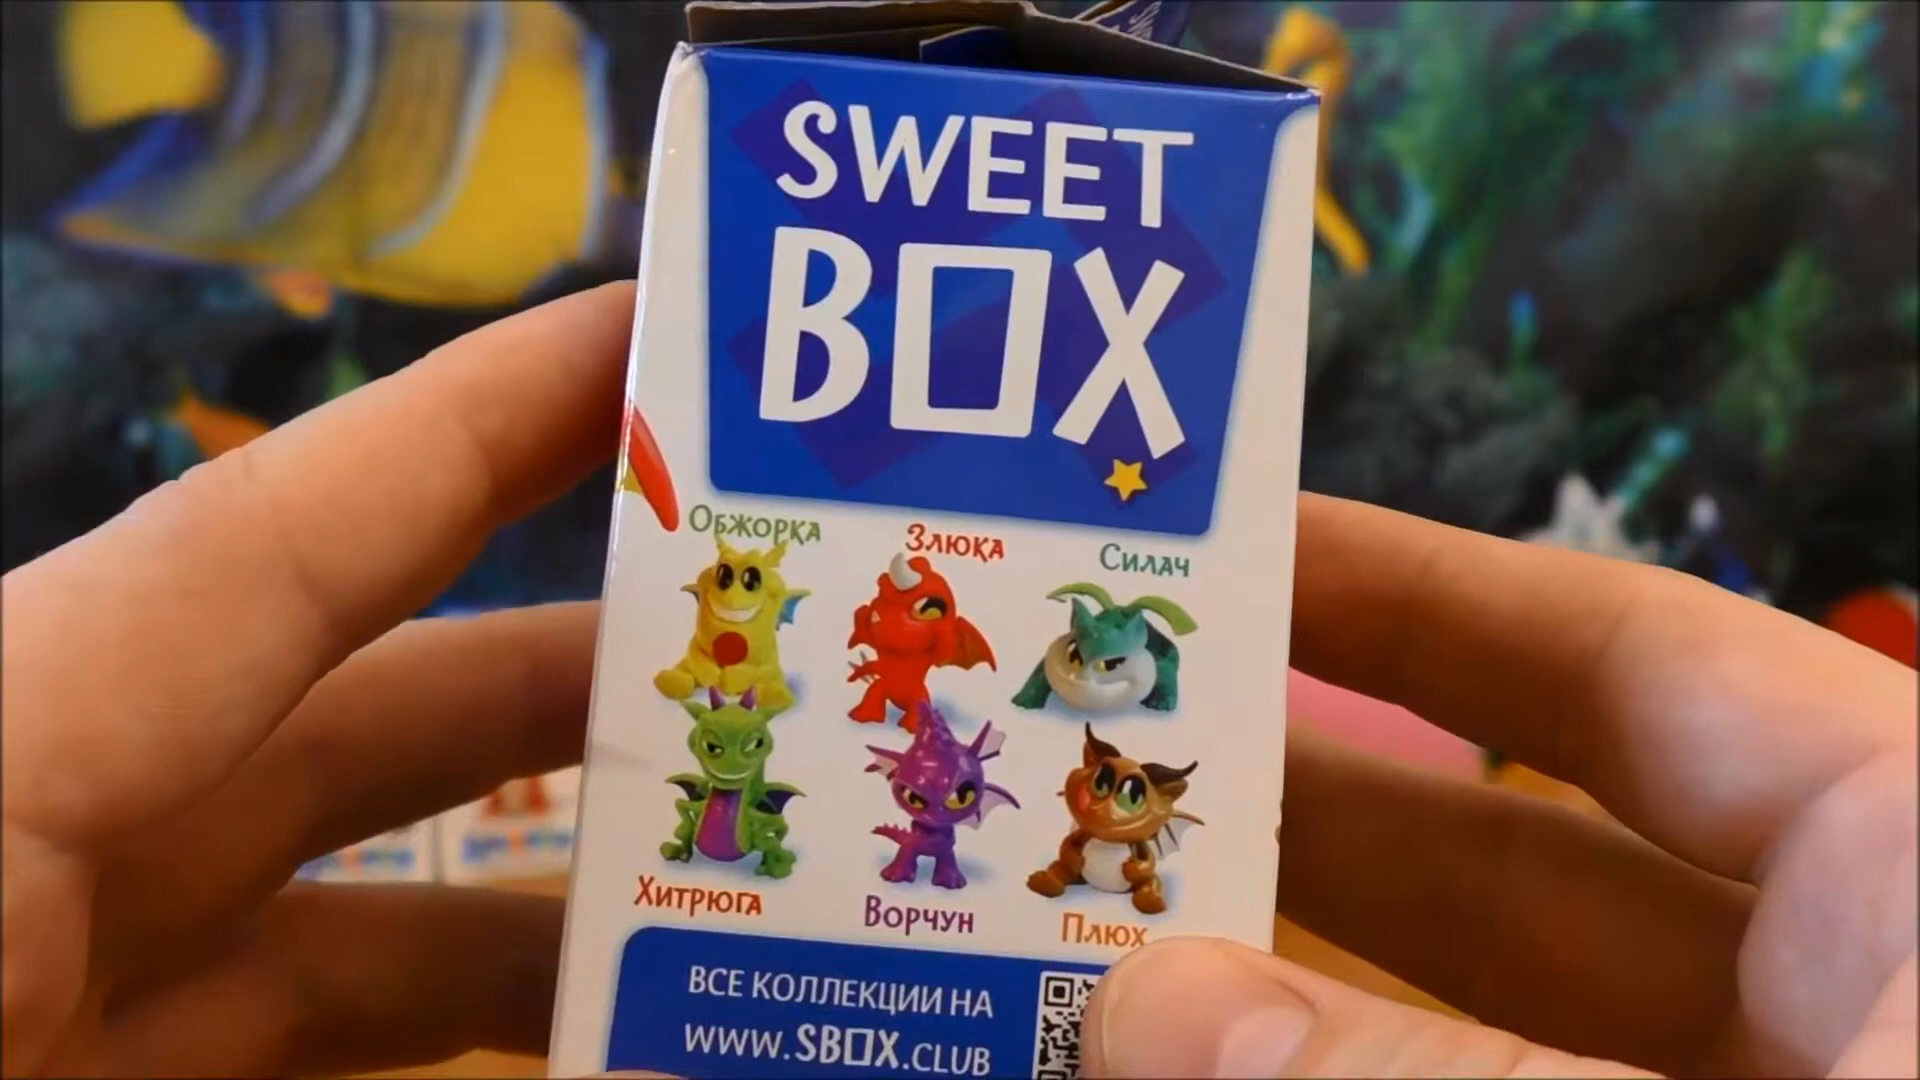 SWEET
BOX
Обжорка Злюка Силач
Хитрюга Ворчун Плюх
ВСЕ КОЛЛЕКЦИИ НА
WWW.SBOX.CLUB